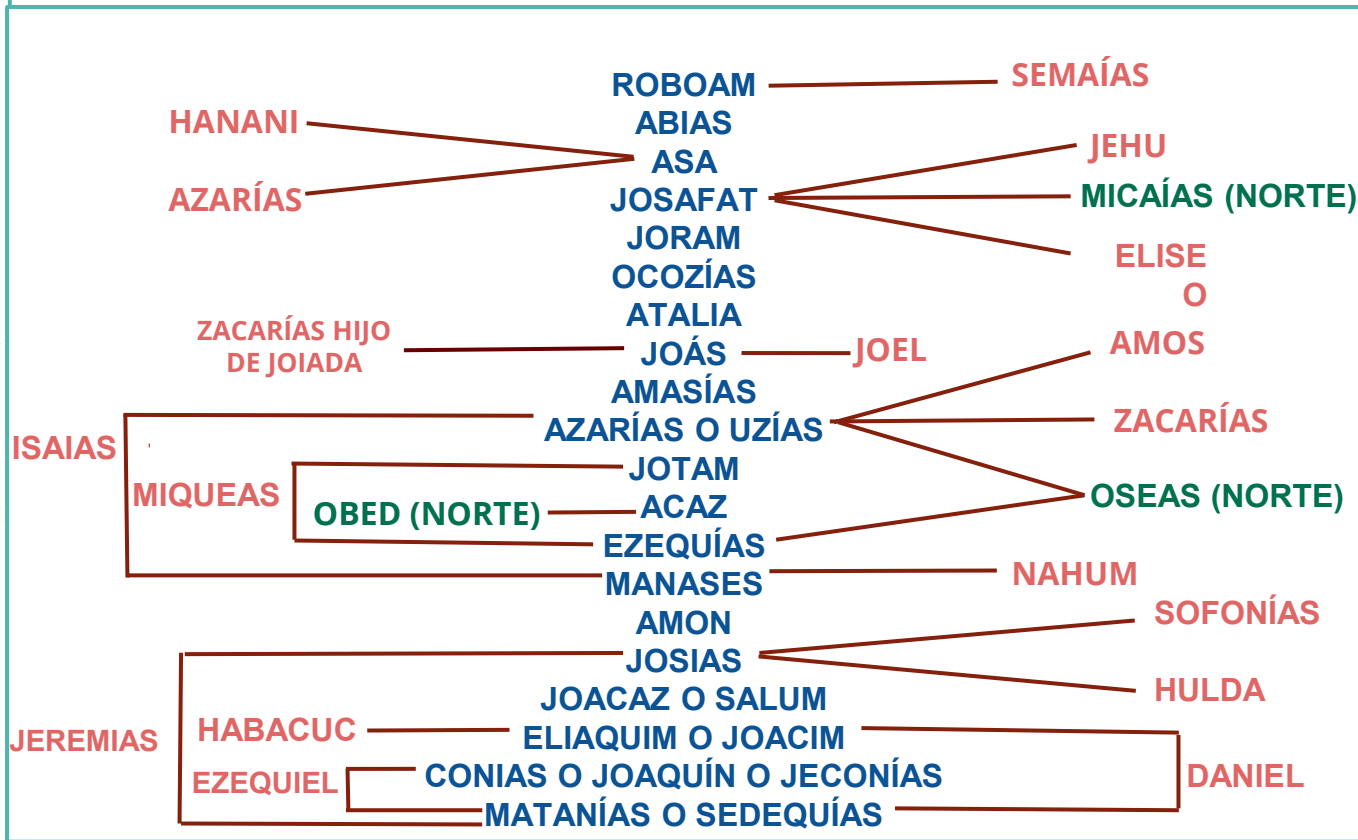 ROBOAM
SEMAÍAS
HANANI
ABIAS
ASA
JEHU
AZARÍAS
JOSAFAT
MICAÍAS (NORTE)
JORAM
ELISE
O
OCOZÍAS
ATALIA
ZACARÍAS HIJO
DE JOIADA
JOÁS
JOEL
AMOS
AMASÍAS
AZARÍAS O UZÍAS
ZACARÍAS
ISAIAS
JOTAM
MIQUEAS
OBED (NORTE)
ACAZ
OSEAS (NORTE)
EZEQUÍAS
MANASES
NAHUM
AMON
SOFONÍAS
JOSIAS
HULDA
JOACAZ O SALUM
JEREMIAS
HABACUC
ELIAQUIM O JOACIM
EZEQUIEL
CONIAS O JOAQUÍN O JECONÍAS
DANIEL
MATANÍAS O SEDEQUÍAS